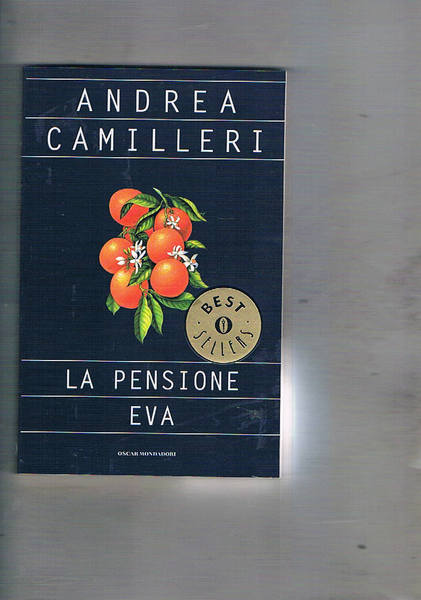 ANDREA
CAMILLERI
BEST
SELLERS
LA PENSIONE
EVA
OSCAR MONDADORI